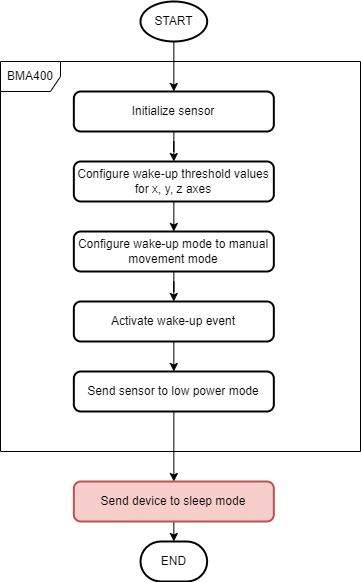 START
BMA400
Initialize sensor
Configure wake-up threshold values
for x, y, z axes
Configure wake-up mode to manual
movement mode
Activate wake-up event
Send sensor to low power mode
Send device to sleep mode
END